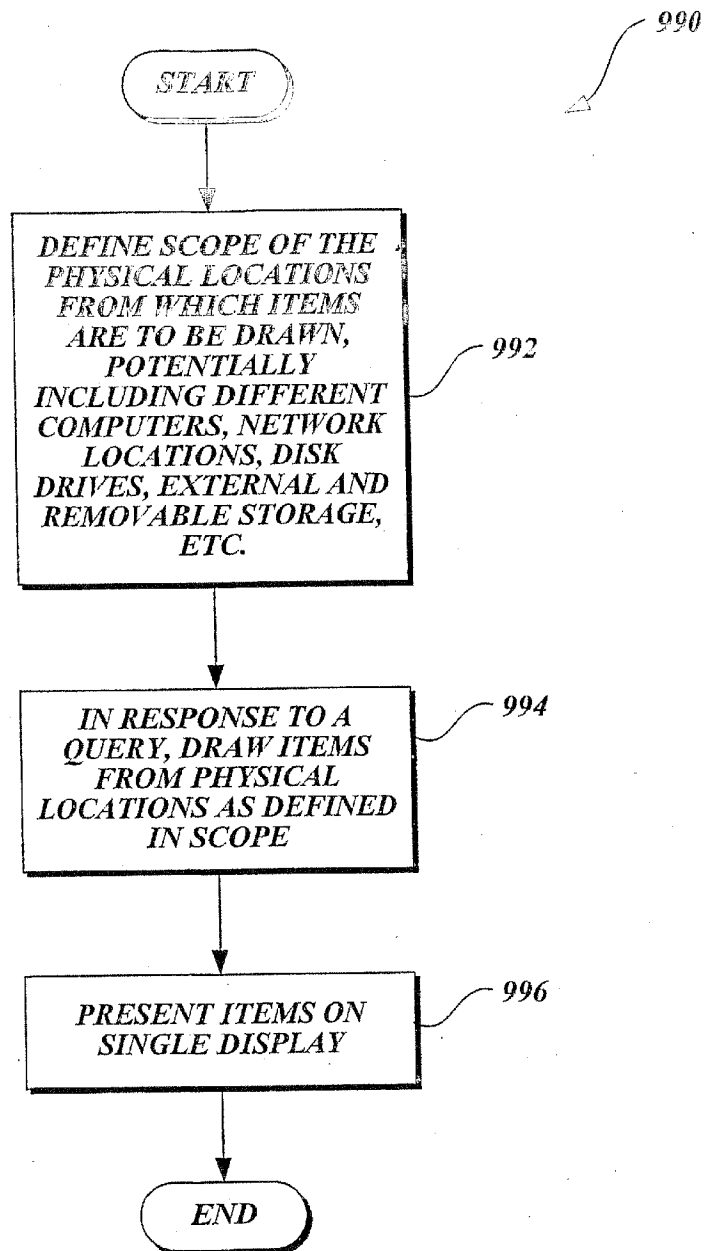 990
START
DEFINE SCOPE OF THE
PHYSICAL LOCATIONS
FROM WHICH ITEMS
ARE TO BE DRAWN,
POTENTIALLY
INCLUDING DIFFERENT
COMPUTERS, NETWORK
LOCATIONS, DISK
DRIVES, EXTERNAL AND
REMOVABLE STORAGE,
ETC.
992
IN RESPONSE TO A
QUERY, DRAW ITEMS
FROM PHYSICAL
LOCATIONS AS DEFINED
IN SCOPE
994
PRESENT ITEMS ON
SINGLE DISPLAY
996
END